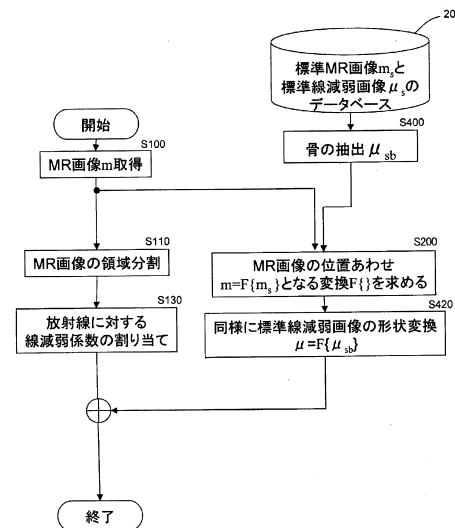 20
標準MR画像msと
標準線減弱画像μsの
データベース
開始
S100
MR画像m取得
S400
骨の抽出μsb
S110
MR画像の領域分割
S200
MR画像の位置あわせ
m=F{ms}となる変換F{}を求める
S130
放射線に対する
線減弱係数の割り当て
S420
同様に標準線減弱画像の形状変換
μ=F{μsb}
終了